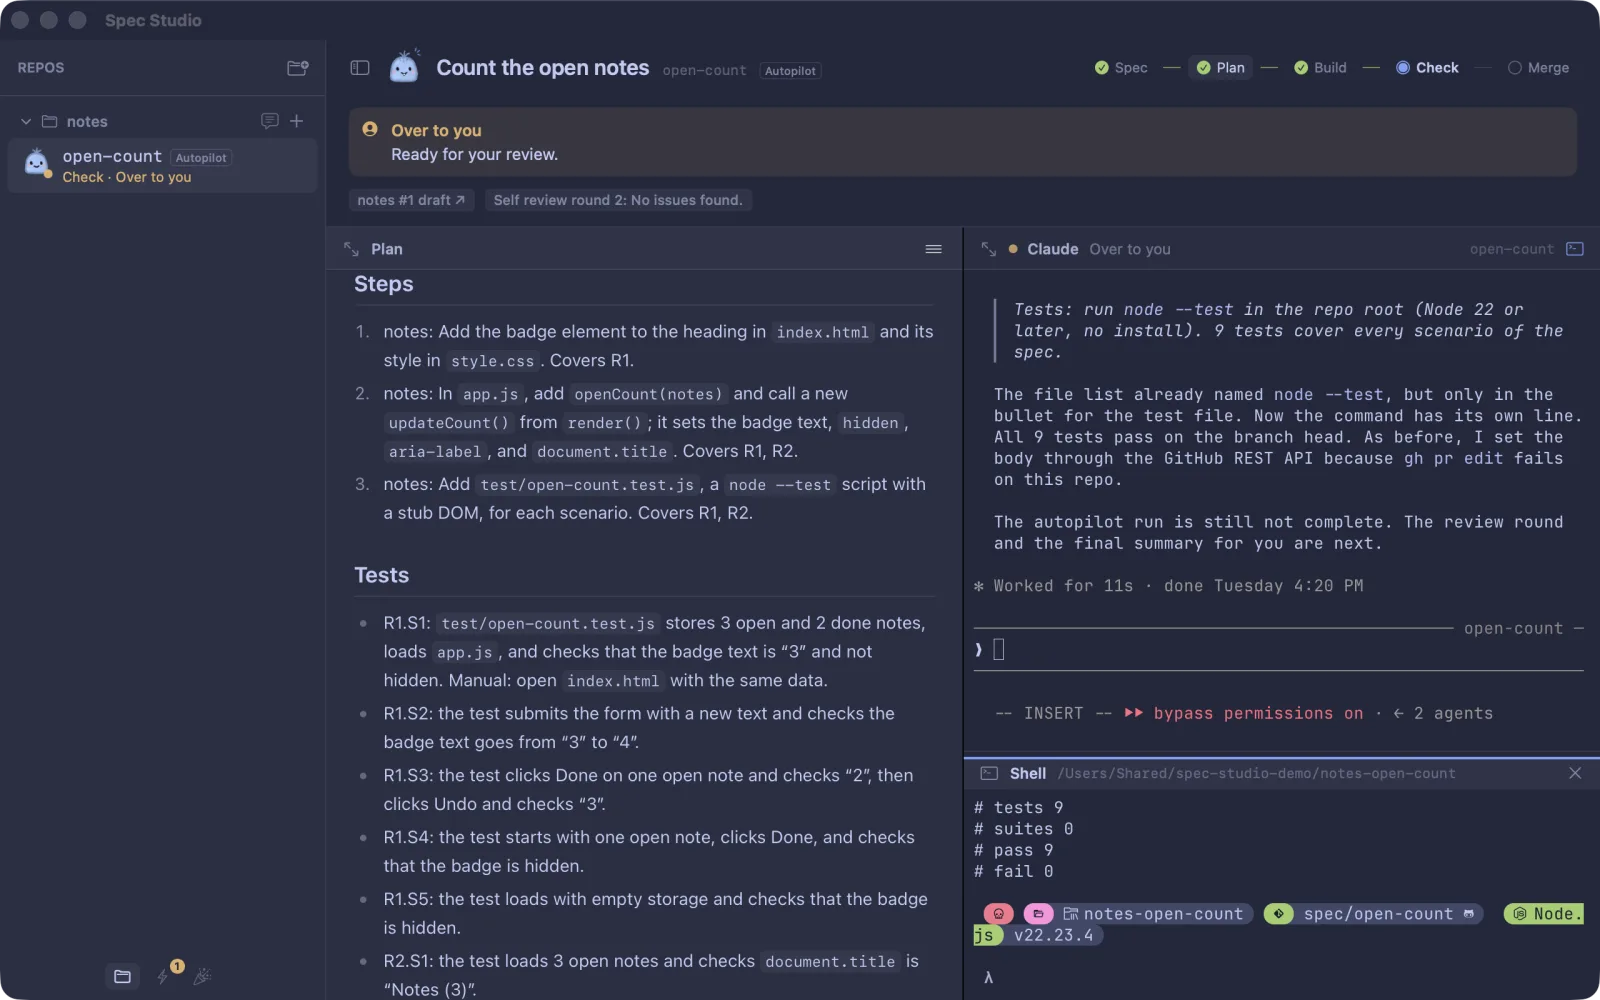 Spec Studio
REPOS
notes
open-count Autopilot
Check · Over to you
1
Count the open notes open-count Autopilot
Spec Plan Build Check Merge
Over to you
Ready for your review.
notes #1 draft ↗ Self review round 2: No issues found.
Plan
Steps
1. notes: Add the badge element to the heading in index.html and its
style in style.css. Covers R1.
2. notes: In app.js, add openCount(notes) and call a new
updateCount() from render(); it sets the badge text, hidden,
aria-label, and document.title. Covers R1, R2.
3. notes: Add test/open-count.test.js, a node --test script with
a stub DOM, for each scenario. Covers R1, R2.
Tests
• R1.S1: test/open-count.test.js stores 3 open and 2 done notes,
loads app.js, and checks that the badge text is “3” and not
hidden. Manual: open index.html with the same data.
• R1.S2: the test submits the form with a new text and checks the
badge text goes from “3” to “4”.
• R1.S3: the test clicks Done on one open note and checks “2”, then
clicks Undo and checks “3”.
• R1.S4: the test starts with one open note, clicks Done, and checks
that the badge is hidden.
• R1.S5: the test loads with empty storage and checks that the badge
is hidden.
• R2.S1: the test loads 3 open notes and checks document.title is
“Notes (3)”.
Claude Over to you open-count
Tests: run node --test in the repo root (Node 22 or
later, no install). 9 tests cover every scenario of the
spec.
The file list already named node --test, but only in the
bullet for the test file. Now the command has its own line.
All 9 tests pass on the branch head. As before, I set the
body through the GitHub REST API because gh pr edit fails
on this repo.
The autopilot run is still not complete. The review round
and the final summary for you are next.
✻ Worked for 11s · done Tuesday 4:20 PM
open-count
❯
-- INSERT -- ▶▶ bypass permissions on · ← 2 agents
Shell /Users/Shared/spec-studio-demo/notes-open-count
# tests 9
# suites 0
# pass 9
# fail 0
notes-open-count spec/open-count Node.
js v22.23.4
λ